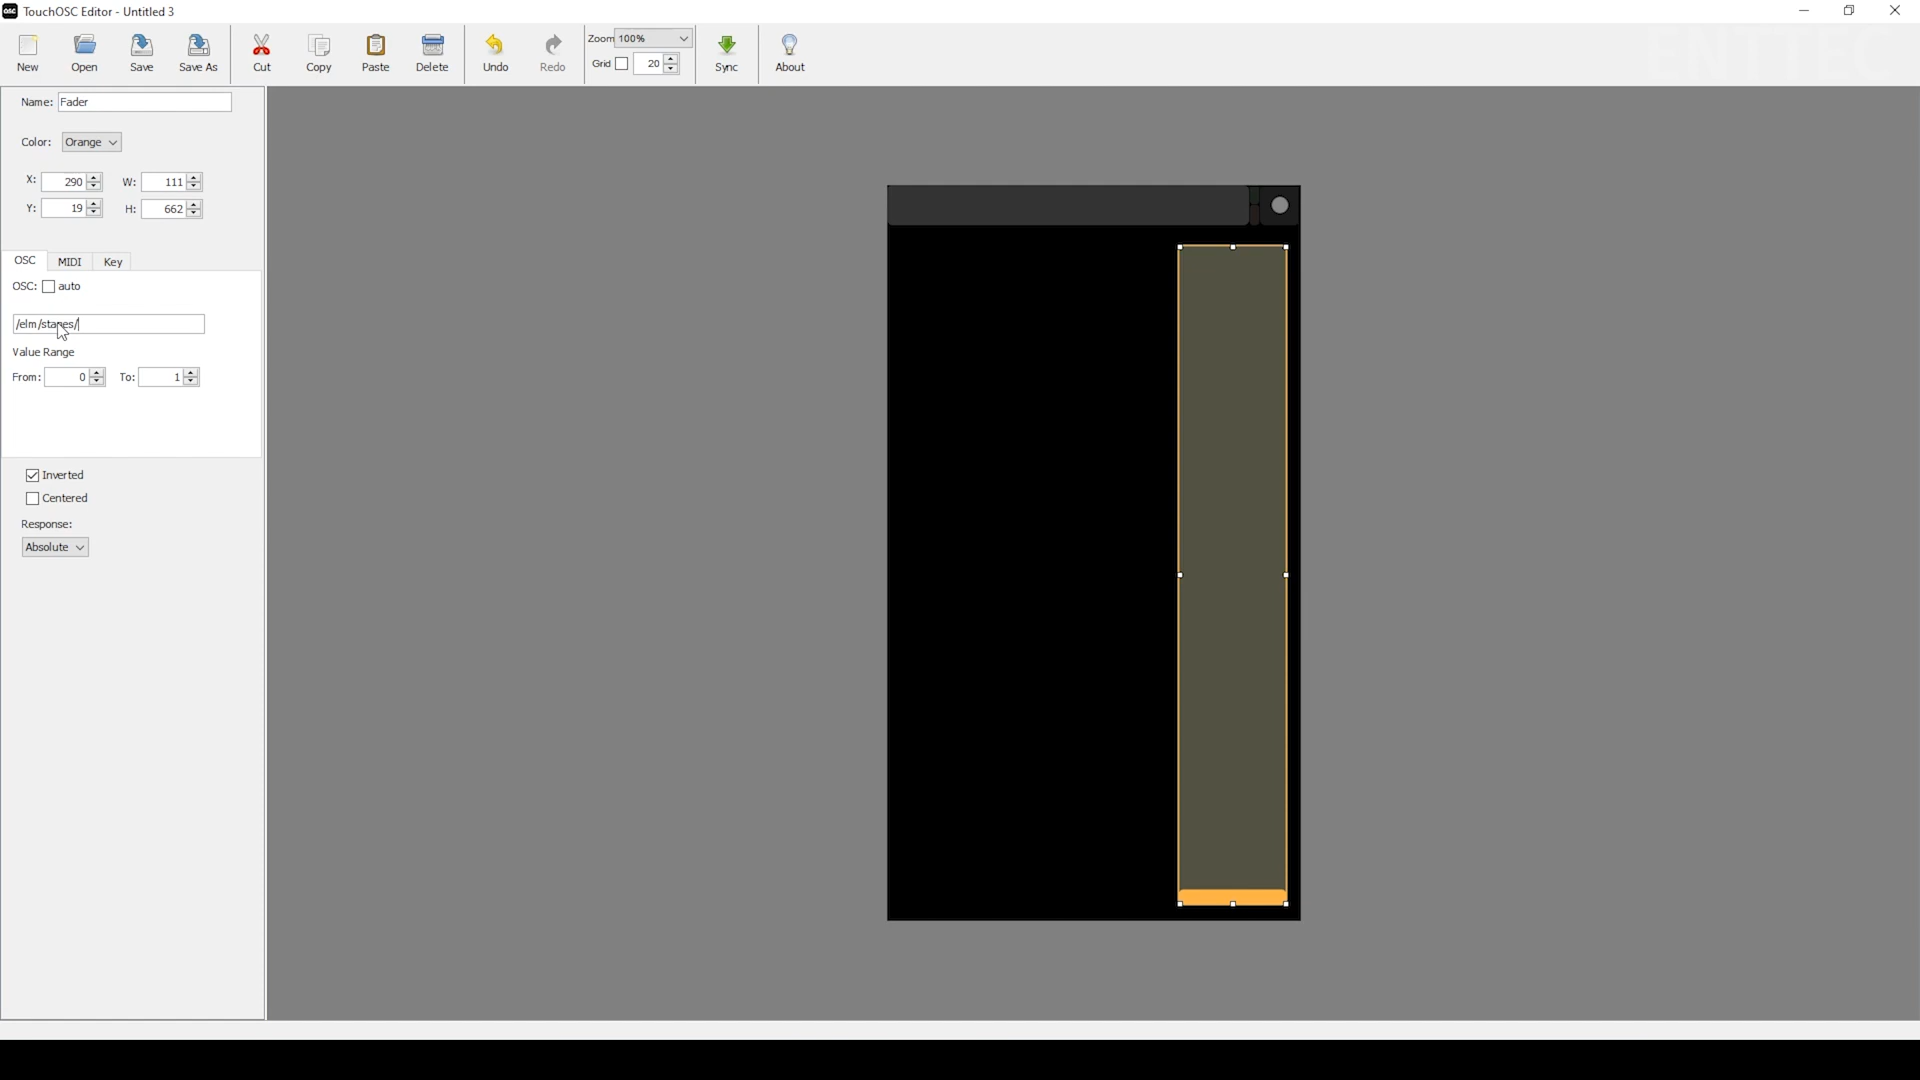 OSC TouchOSC Editor - Untitled 3
ENTTEC
New Open Save Save As Cut Copy Paste Delete Undo Redo Zoom 100% Grid 20 Sync About
Name: Fader
Color: Orange
X: 290 W: 111
Y: 19 H: 662
OSC MIDI Key
OSC: auto
/elm/stages/
Value Range
From: 0 To: 1
Inverted
Centered
Response:
Absolute